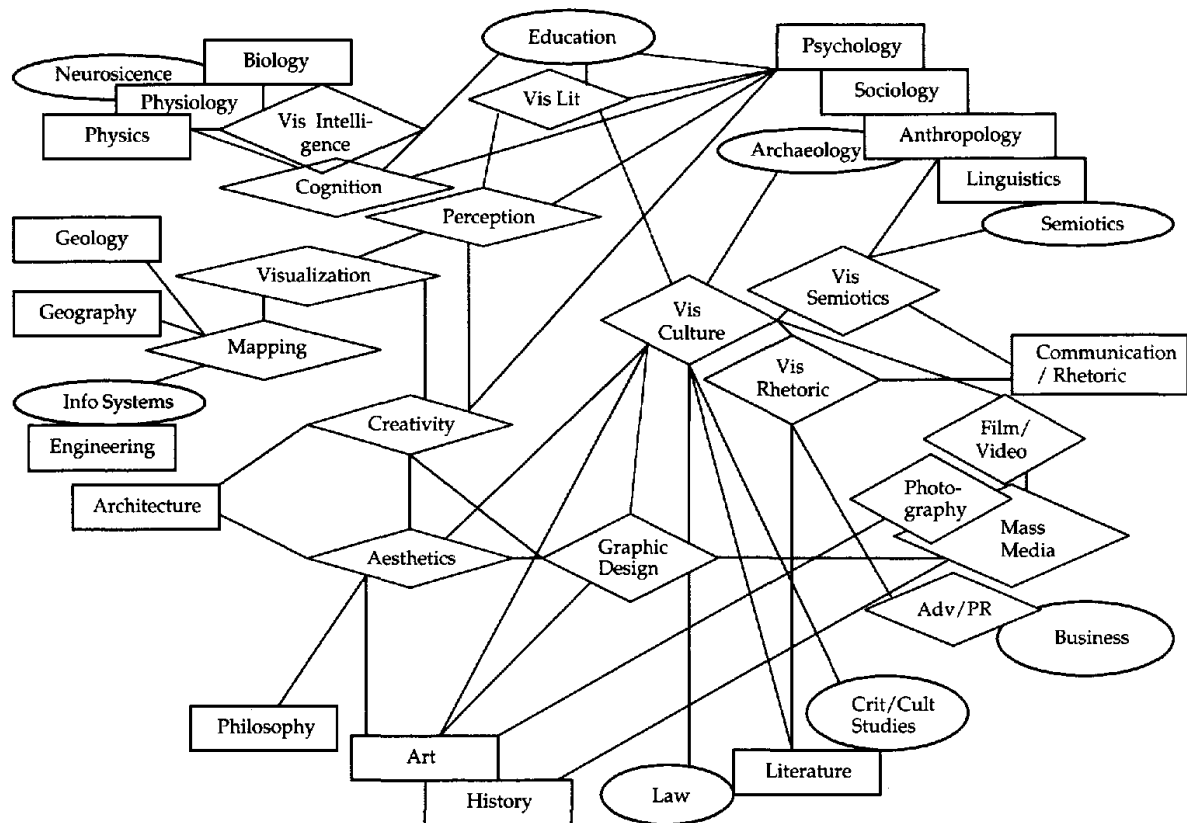 Education
Psychology
Biology
Neurosicence
Sociology
Vis Lit
Physiology
Physics
Vis Intelli-
gence
Anthropology
Archaeology
Linguistics
Cognition
Perception
Semiotics
Geology
Visualization
Vis
Semiotics
Geography
Vis
Culture
Mapping
Vis
Rhetoric
Communication
/ Rhetoric
Info Systems
Creativity
Film/
Video
Engineering
Photo-
graphy
Architecture
Mass
Media
Aesthetics
Graphic
Design
Adv/PR
Business
Philosophy
Crit/Cult
Studies
Art
Literature
History
Law